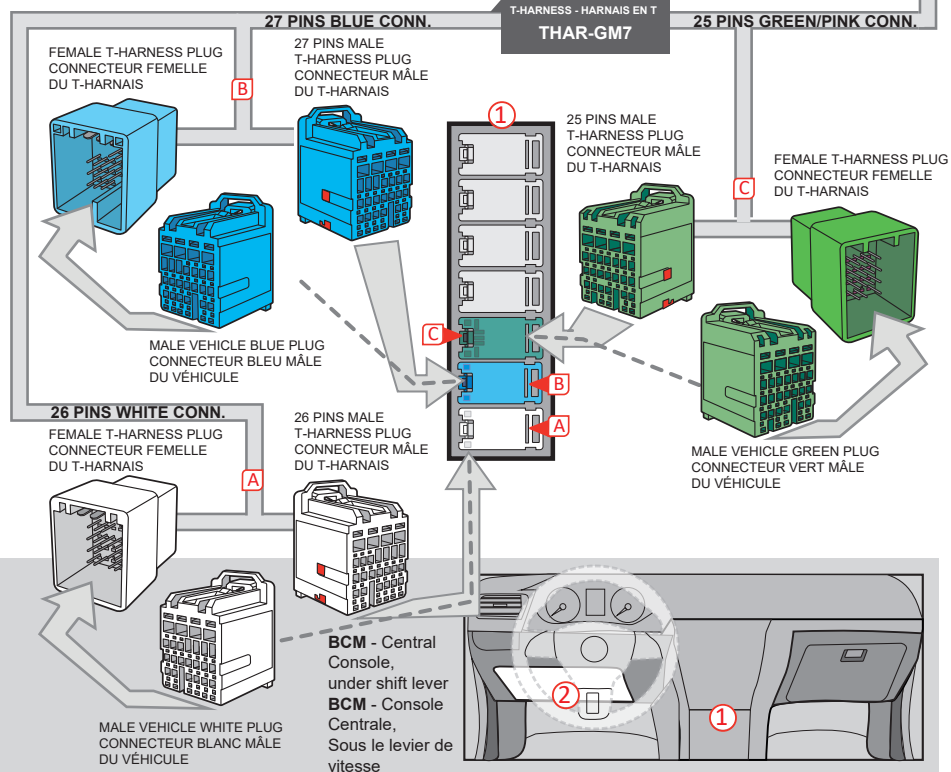 T-HARNESS - HARNAIS EN T
THAR-GM7
27 PINS BLUE CONN.
25 PINS GREEN/PINK CONN.
FEMALE T-HARNESS PLUG
CONNECTEUR FEMELLE
DU T-HARNAIS
B
27 PINS MALE
T-HARNESS PLUG
CONNECTEUR MÂLE
DU T-HARNAIS
1
25 PINS MALE
T-HARNESS PLUG
CONNECTEUR MÂLE
DU T-HARNAIS
C
FEMALE T-HARNESS PLUG
CONNECTEUR FEMELLE
DU T-HARNAIS
MALE VEHICLE BLUE PLUG
CONNECTEUR BLEU MÂLE
DU VÉHICULE
C
B
A
MALE VEHICLE GREEN PLUG
CONNECTEUR VERT MÂLE
DU VÉHICULE
26 PINS WHITE CONN.
FEMALE T-HARNESS PLUG
CONNECTEUR FEMELLE
DU T-HARNAIS
A
26 PINS MALE
T-HARNESS PLUG
CONNECTEUR MÂLE
DU T-HARNAIS
MALE VEHICLE WHITE PLUG
CONNECTEUR BLANC MÂLE
DU VÉHICULE
BCM - Central
Console,
under shift lever
BCM - Console
Centrale,
Sous le levier de
vitesse
2
1